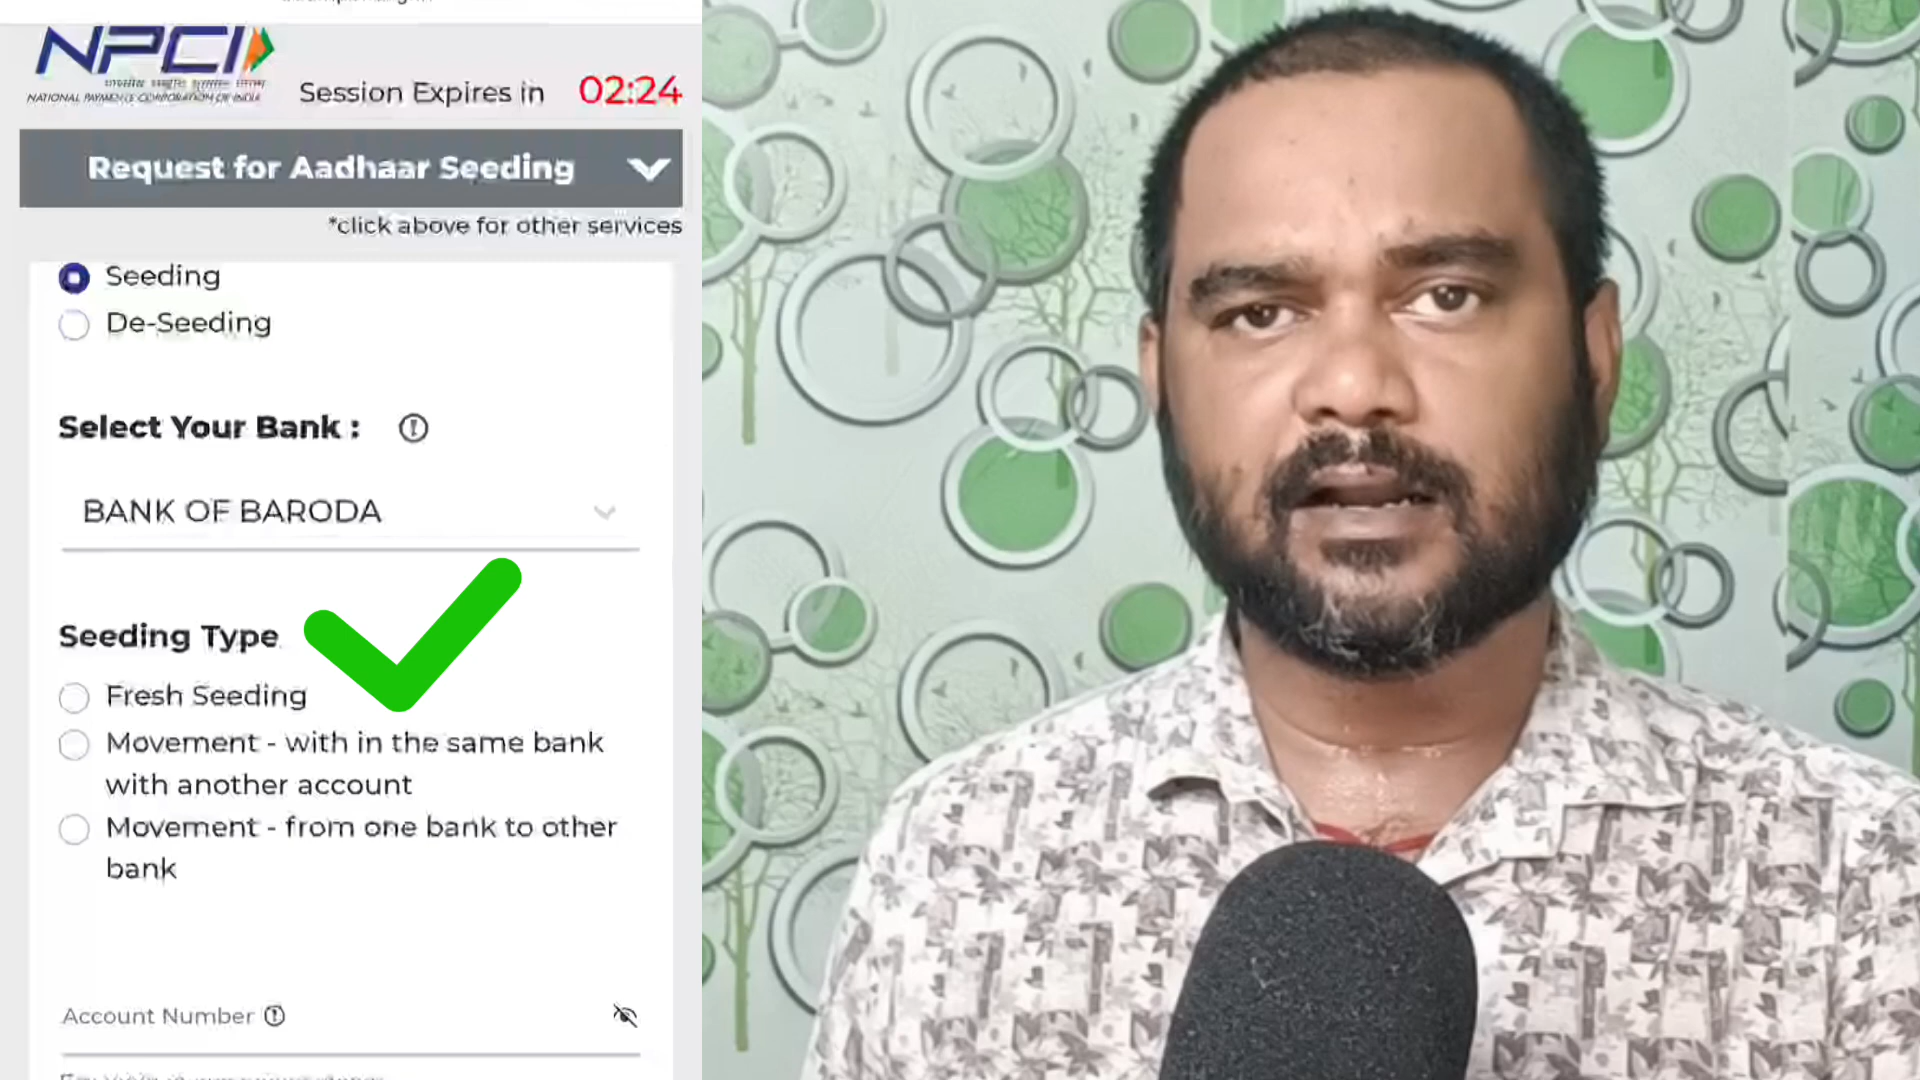 NPCI
NATIONAL PAYMENTS CORPORATION OF INDIA
Session Expires in 02:24
Request for Aadhaar Seeding
*click above for other services
Seeding
De-Seeding
Select Your Bank :
BANK OF BARODA
Seeding Type
Fresh Seeding
Movement - with in the same bank
with another account
Movement - from one bank to other
bank
Account Number